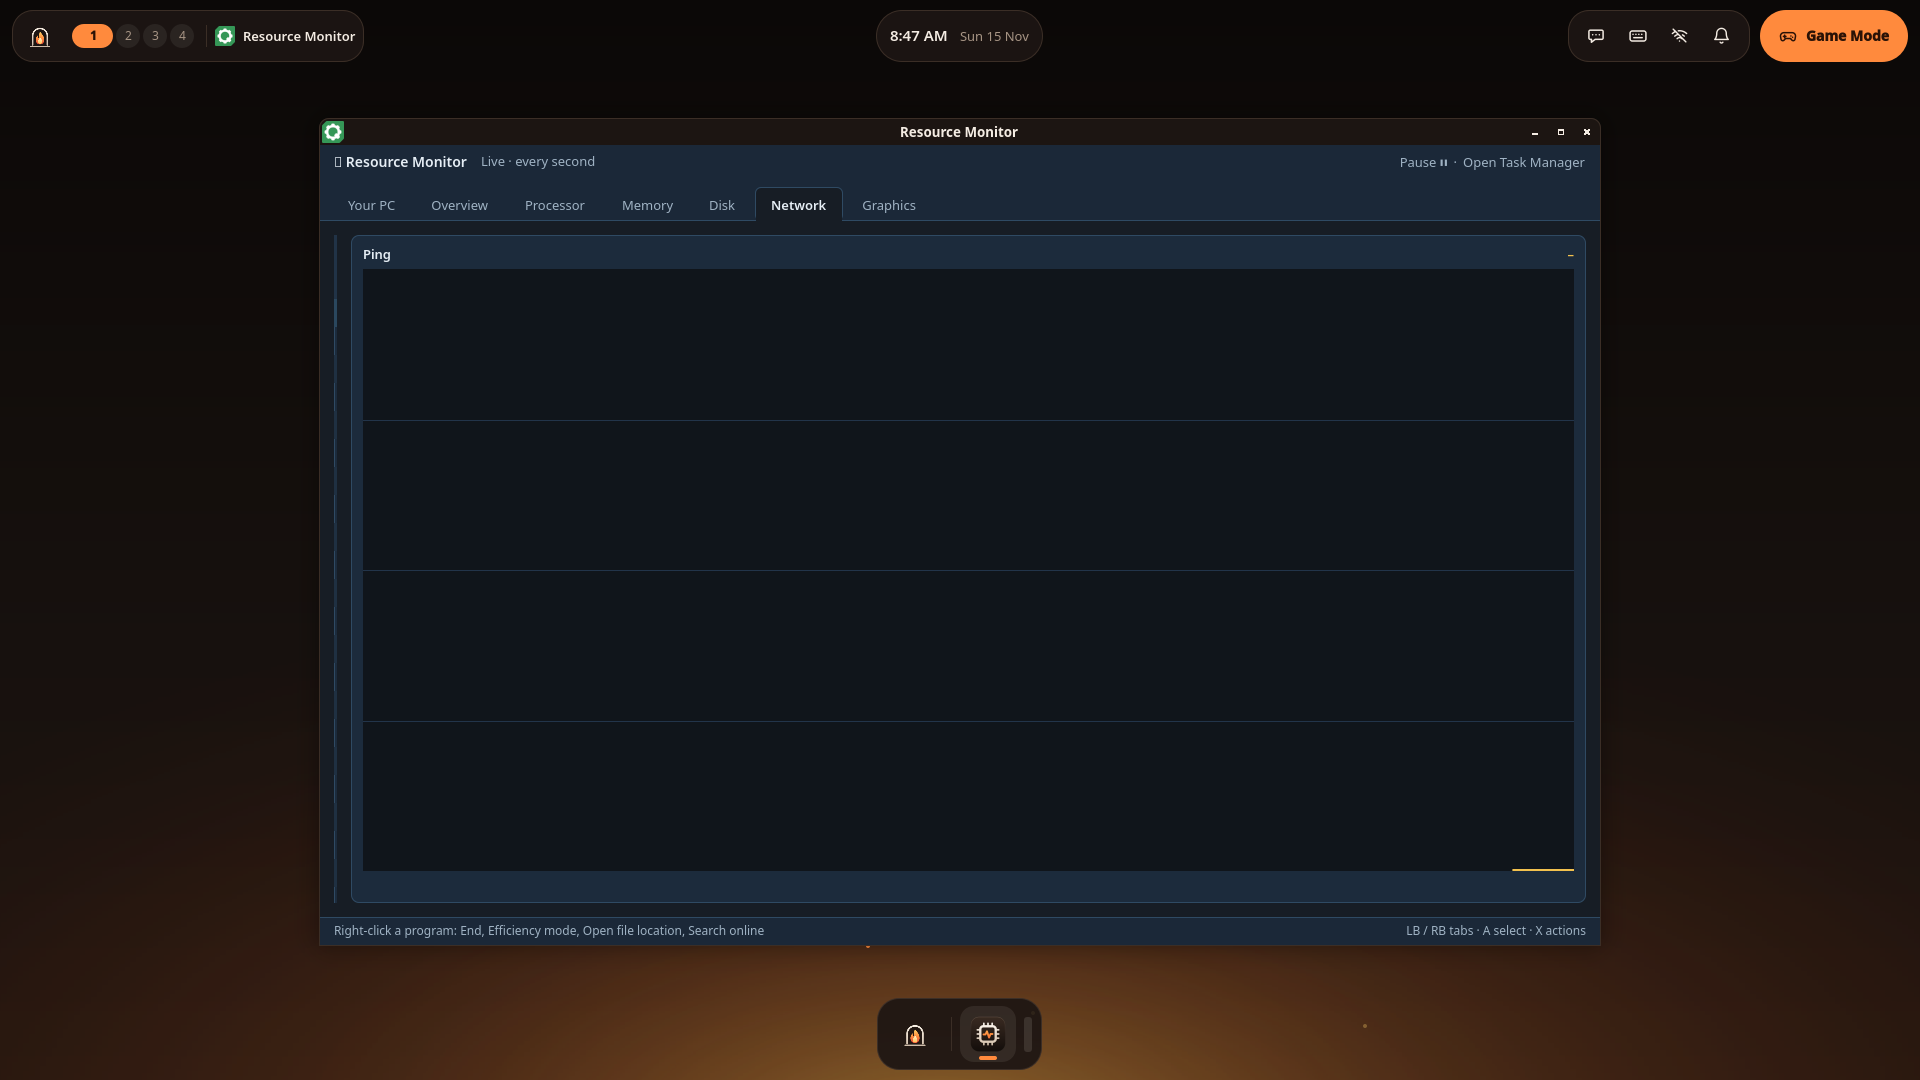 1 2 3 4 Resource Monitor
8:47 AM Sun 15 Nov
Game Mode
Resource Monitor
Resource Monitor Live · every second
Pause · Open Task Manager
Your PC Overview Processor Memory Disk Network Graphics
Ping –
Right-click a program: End, Efficiency mode, Open file location, Search online
LB / RB tabs · A select · X actions